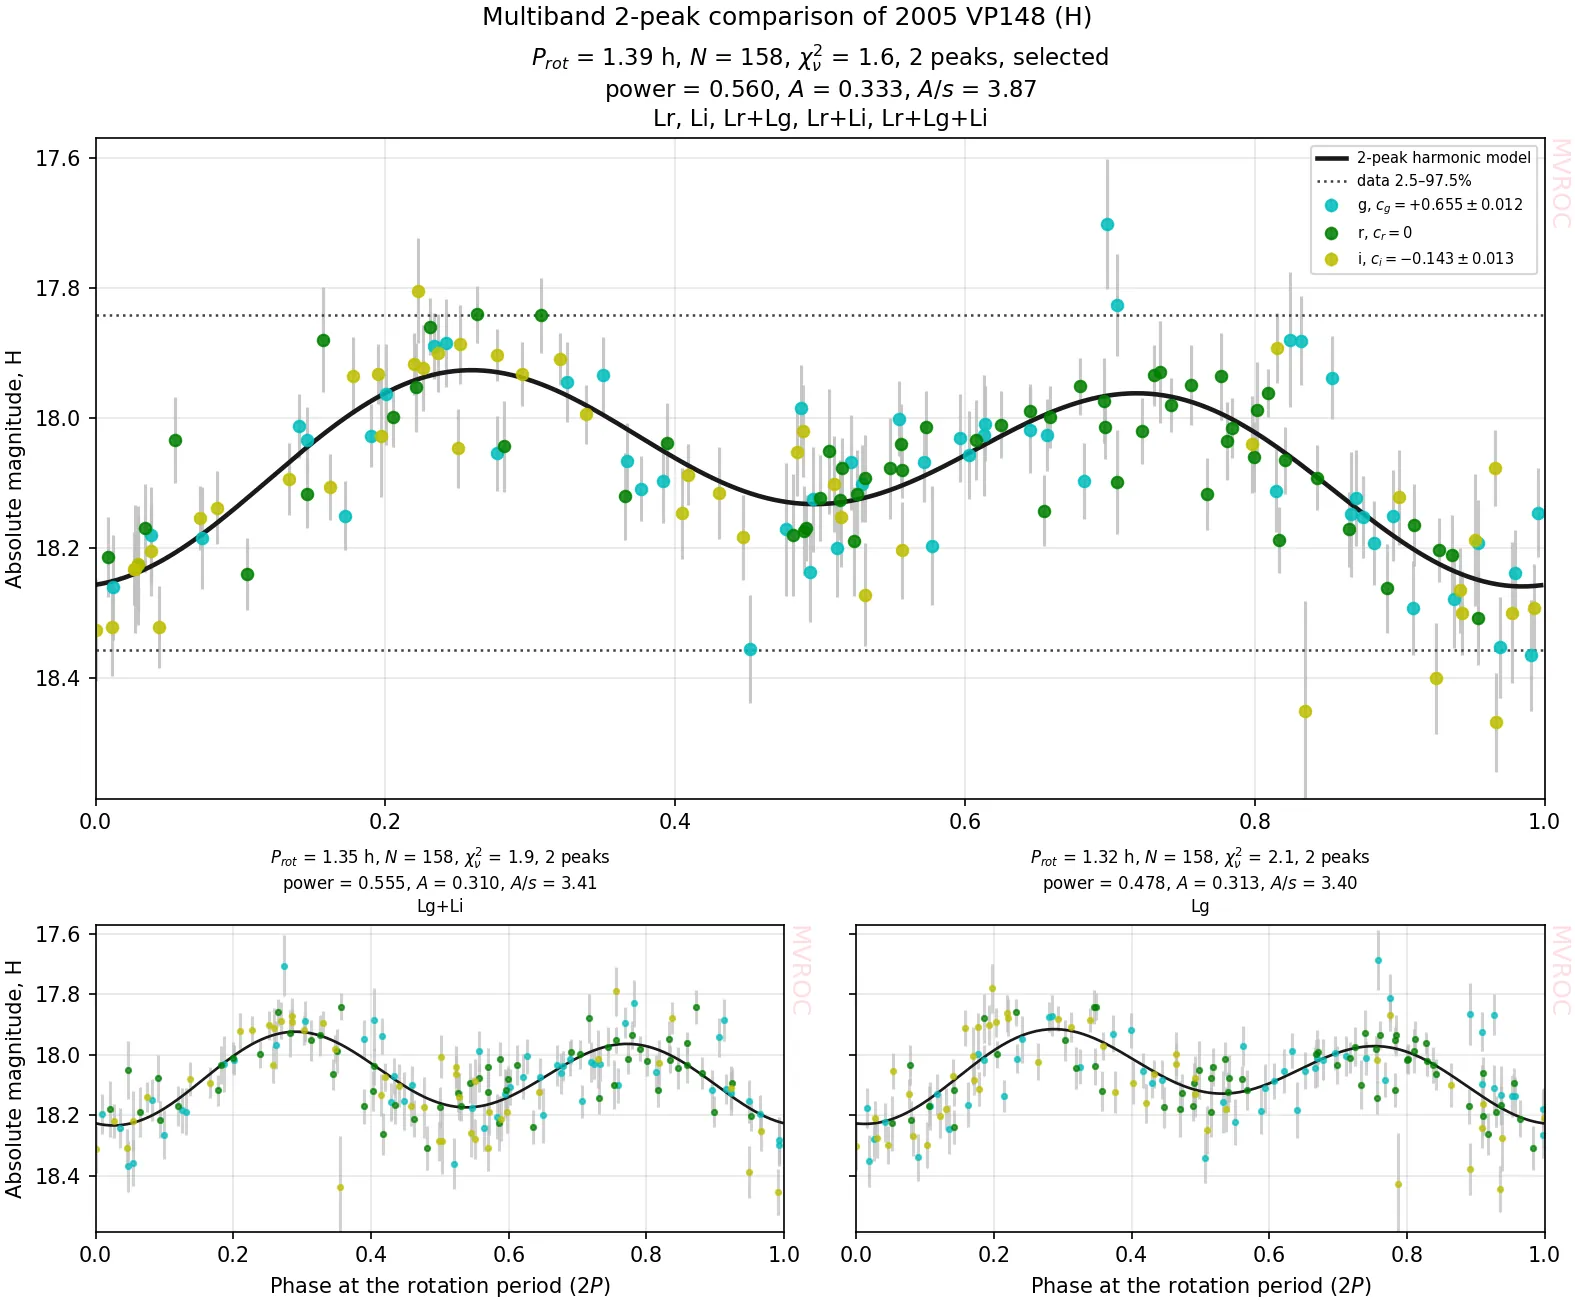 Multiband 2-peak comparison of 2005 VP148 (H)
P_rot = 1.39 h, N = 158, χ²_ν = 1.6, 2 peaks, selected
power = 0.560, A = 0.333, A/s = 3.87
Lr, Li, Lr+Lg, Lr+Li, Lr+Lg+Li
2-peak harmonic model
data 2.5–97.5%
g, c_g = +0.655 ± 0.012
r, c_r = 0
i, c_i = −0.143 ± 0.013
MVROC
Absolute magnitude, H
17.6
17.8
18.0
18.2
18.4
0.0 0.2 0.4 0.6 0.8 1.0
P_rot = 1.35 h, N = 158, χ²_ν = 1.9, 2 peaks
power = 0.555, A = 0.310, A/s = 3.41
Lg+Li
MVROC
Absolute magnitude, H
17.6
17.8
18.0
18.2
18.4
0.0 0.2 0.4 0.6 0.8 1.0
Phase at the rotation period (2P)
P_rot = 1.32 h, N = 158, χ²_ν = 2.1, 2 peaks
power = 0.478, A = 0.313, A/s = 3.40
Lg
MVROC
0.0 0.2 0.4 0.6 0.8 1.0
Phase at the rotation period (2P)